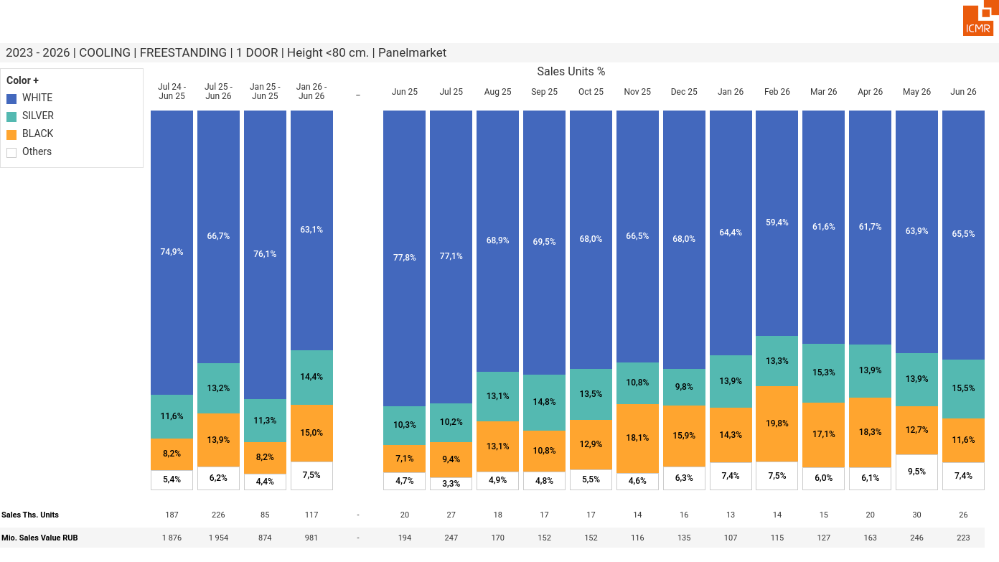 ICMR
2023 - 2026 | COOLING | FREESTANDING | 1 DOOR | Height <80 cm. | Panelmarket
Color +
WHITE
SILVER
BLACK
Others
Sales Units %
Jul 24 - Jun 25 Jul 25 - Jun 26 Jan 25 - Jun 25 Jan 26 - Jun 26 – Jun 25 Jul 25 Aug 25 Sep 25 Oct 25 Nov 25 Dec 25 Jan 26 Feb 26 Mar 26 Apr 26 May 26 Jun 26
74,9% 66,7% 76,1% 63,1% 77,8% 77,1% 68,9% 69,5% 68,0% 66,5% 68,0% 64,4% 59,4% 61,6% 61,7% 63,9% 65,5%
11,6% 13,2% 11,3% 14,4% 10,3% 10,2% 13,1% 14,8% 13,5% 10,8% 9,8% 13,9% 13,3% 15,3% 13,9% 13,9% 15,5%
8,2% 13,9% 8,2% 15,0% 7,1% 9,4% 13,1% 10,8% 12,9% 18,1% 15,9% 14,3% 19,8% 17,1% 18,3% 12,7% 11,6%
5,4% 6,2% 4,4% 7,5% 4,7% 3,3% 4,9% 4,8% 5,5% 4,6% 6,3% 7,4% 7,5% 6,0% 6,1% 9,5% 7,4%
Sales Ths. Units 187 226 85 117 - 20 27 18 17 17 14 16 13 14 15 20 30 26
Mio. Sales Value RUB 1 876 1 954 874 981 - 194 247 170 152 152 116 135 107 115 127 163 246 223